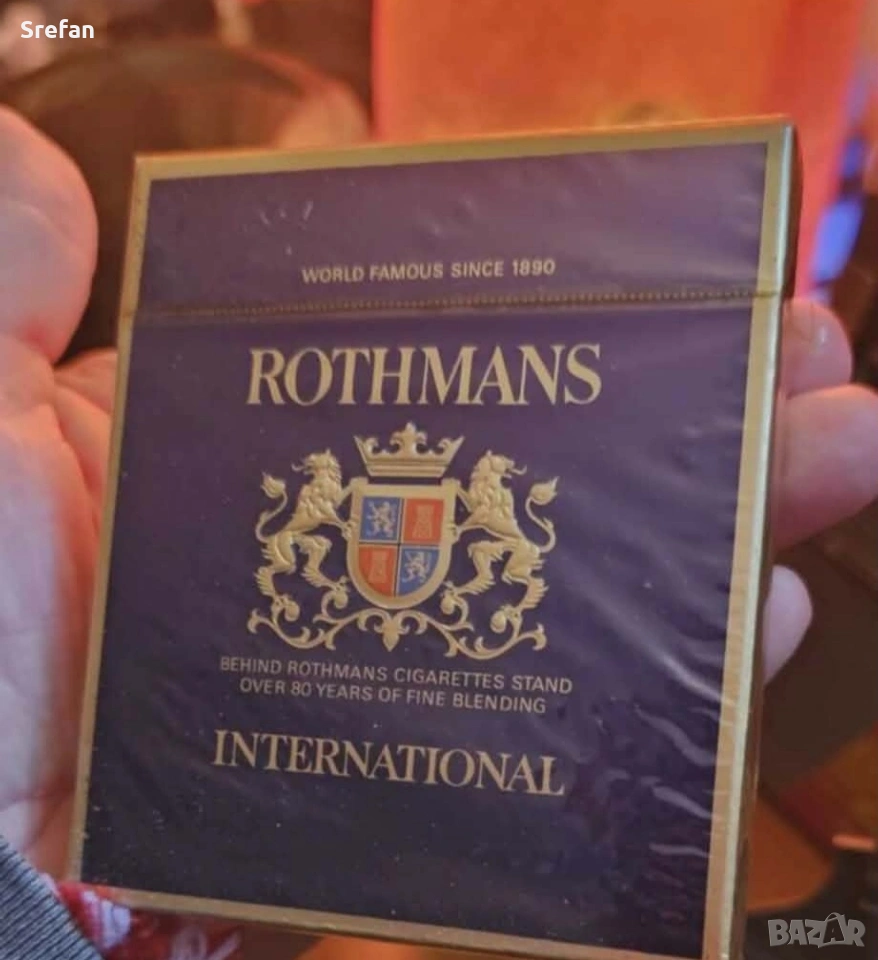 Srefan
WORLD FAMOUS SINCE 1890
ROTHMANS
BEHIND ROTHMANS CIGARETTES STAND
OVER 80 YEARS OF FINE BLENDING
INTERNATIONAL
BAZAR